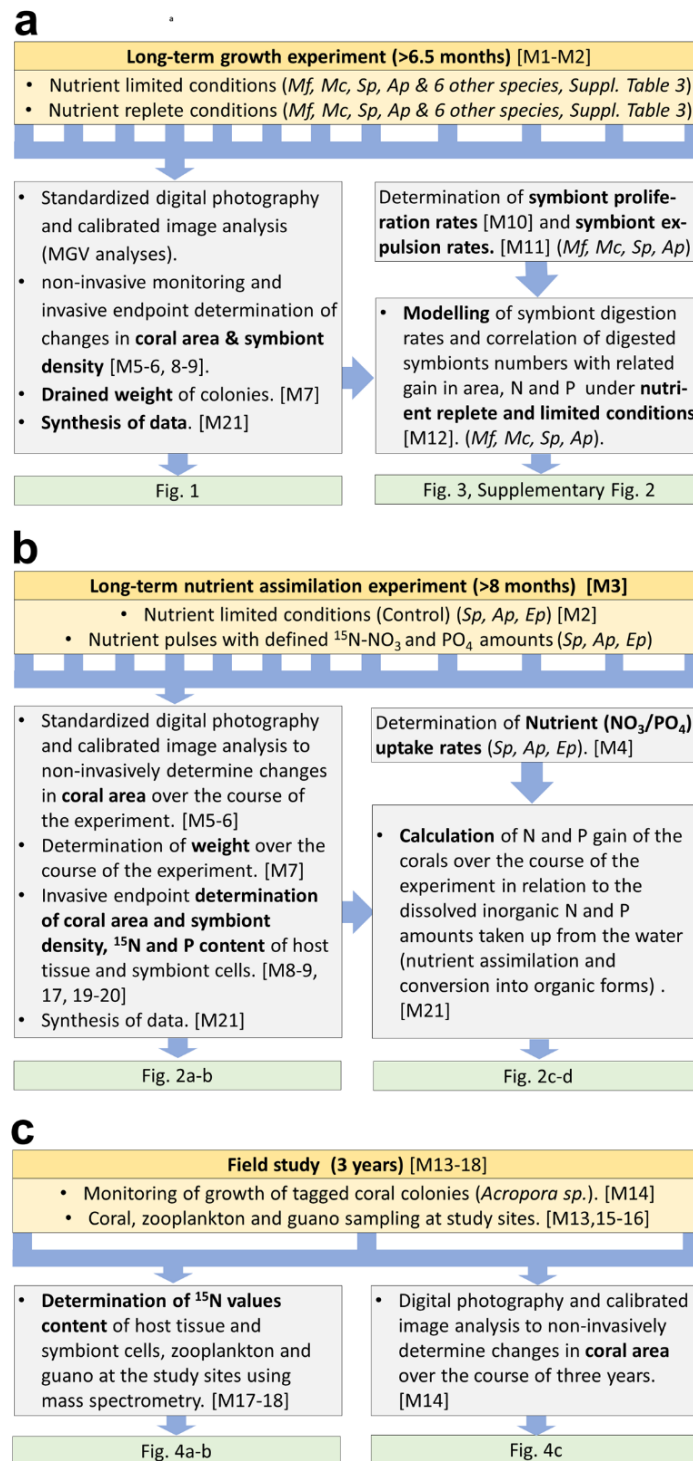 a
a
Long-term growth experiment (>6.5 months) [M1-M2]
• Nutrient limited conditions (Mf, Mc, Sp, Ap & 6 other species, Suppl. Table 3)
• Nutrient replete conditions (Mf, Mc, Sp, Ap & 6 other species, Suppl. Table 3)
• Standardized digital photography
and calibrated image analysis
(MGV analyses).
• non-invasive monitoring and
invasive endpoint determination of
changes in coral area & symbiont
density [M5-6, 8-9].
• Drained weight of colonies. [M7]
• Synthesis of data. [M21]
Fig. 1
Determination of symbiont prolife-
ration rates [M10] and symbiont ex-
pulsion rates. [M11] (Mf, Mc, Sp, Ap)
• Modelling of symbiont digestion
rates and correlation of digested
symbionts numbers with related
gain in area, N and P under nutri-
ent replete and limited conditions
[M12]. (Mf, Mc, Sp, Ap).
Fig. 3, Supplementary Fig. 2
b
Long-term nutrient assimilation experiment (>8 months) [M3]
• Nutrient limited conditions (Control) (Sp, Ap, Ep) [M2]
• Nutrient pulses with defined ¹⁵N-NO₃ and PO₄ amounts (Sp, Ap, Ep)
• Standardized digital photography
and calibrated image analysis to
non-invasively determine changes
in coral area over the course of
the experiment. [M5-6]
• Determination of weight over the
course of the experiment. [M7]
• Invasive endpoint determination
of coral area and symbiont
density, ¹⁵N and P content of host
tissue and symbiont cells. [M8-9,
17, 19-20]
• Synthesis of data. [M21]
Fig. 2a-b
Determination of Nutrient (NO₃/PO₄)
uptake rates (Sp, Ap, Ep). [M4]
• Calculation of N and P gain of the
corals over the course of the
experiment in relation to the
dissolved inorganic N and P
amounts taken up from the water
(nutrient assimilation and
conversion into organic forms) .
[M21]
Fig. 2c-d
c
Field study (3 years) [M13-18]
• Monitoring of growth of tagged coral colonies (Acropora sp.). [M14]
• Coral, zooplankton and guano sampling at study sites. [M13,15-16]
• Determination of ¹⁵N values
content of host tissue and
symbiont cells, zooplankton and
guano at the study sites using
mass spectrometry. [M17-18]
Fig. 4a-b
• Digital photography and calibrated
image analysis to non-invasively
determine changes in coral area
over the course of three years.
[M14]
Fig. 4c